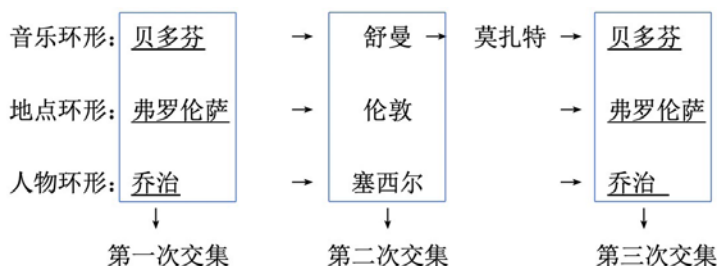 音乐环形：贝多芬 → 舒曼 → 莫扎特 → 贝多芬
地点环形：弗罗伦萨 → 伦敦 → 弗罗伦萨
人物环形：乔治 → 塞西尔 → 乔治
第一次交集 第二次交集 第三次交集